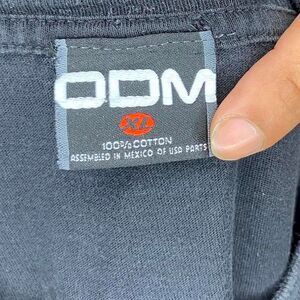 ODM
XL
100% COTTON
ASSEMBLED IN MEXICO OF USA PARTS